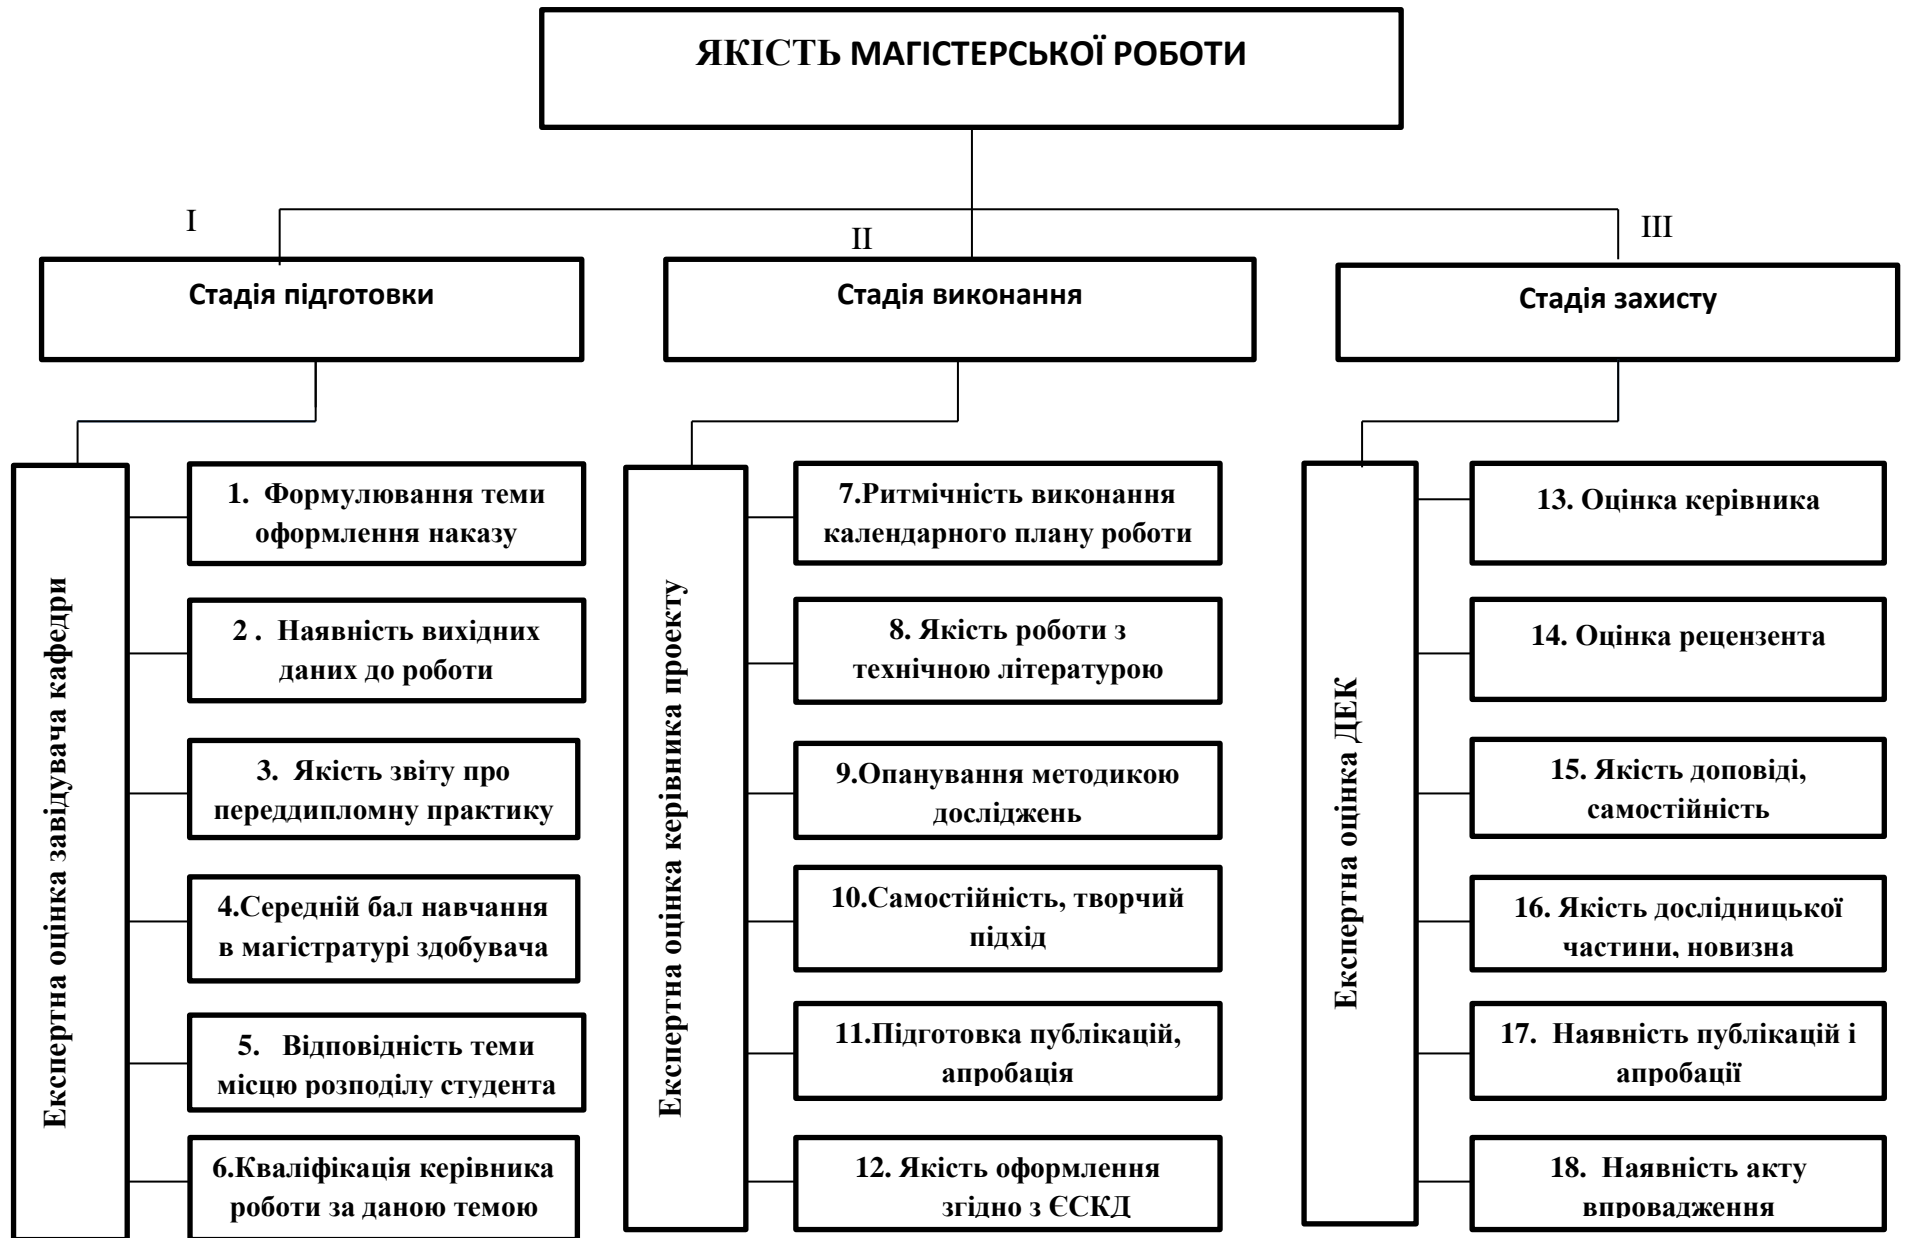 ЯКІСТЬ МАГІСТЕРСЬКОЇ РОБОТИ
I
II
III
Стадія підготовки
Стадія виконання
Стадія захисту
Експертна оцінка завідувача кафедри
1. Формулювання теми
оформлення наказу
2 . Наявність вихідних
даних до роботи
3. Якість звіту про
переддипломну практику
4.Середній бал навчання
в магістратурі здобувача
5. Відповідність теми
місцю розподілу студента
6.Кваліфікація керівника
роботи за даною темою
Експертна оцінка керівника проекту
7.Ритмічність виконання
календарного плану роботи
8. Якість роботи з
технічною літературою
9.Опанування методикою
досліджень
10.Самостійність, творчий
підхід
11.Підготовка публікацій,
апробація
12. Якість оформлення
згідно з ЄСКД
Експертна оцінка ДЕК
13. Оцінка керівника
14. Оцінка рецензента
15. Якість доповіді,
самостійність
16. Якість дослідницької
частини, новизна
17. Наявність публікацій і
апробації
18. Наявність акту
впровадження